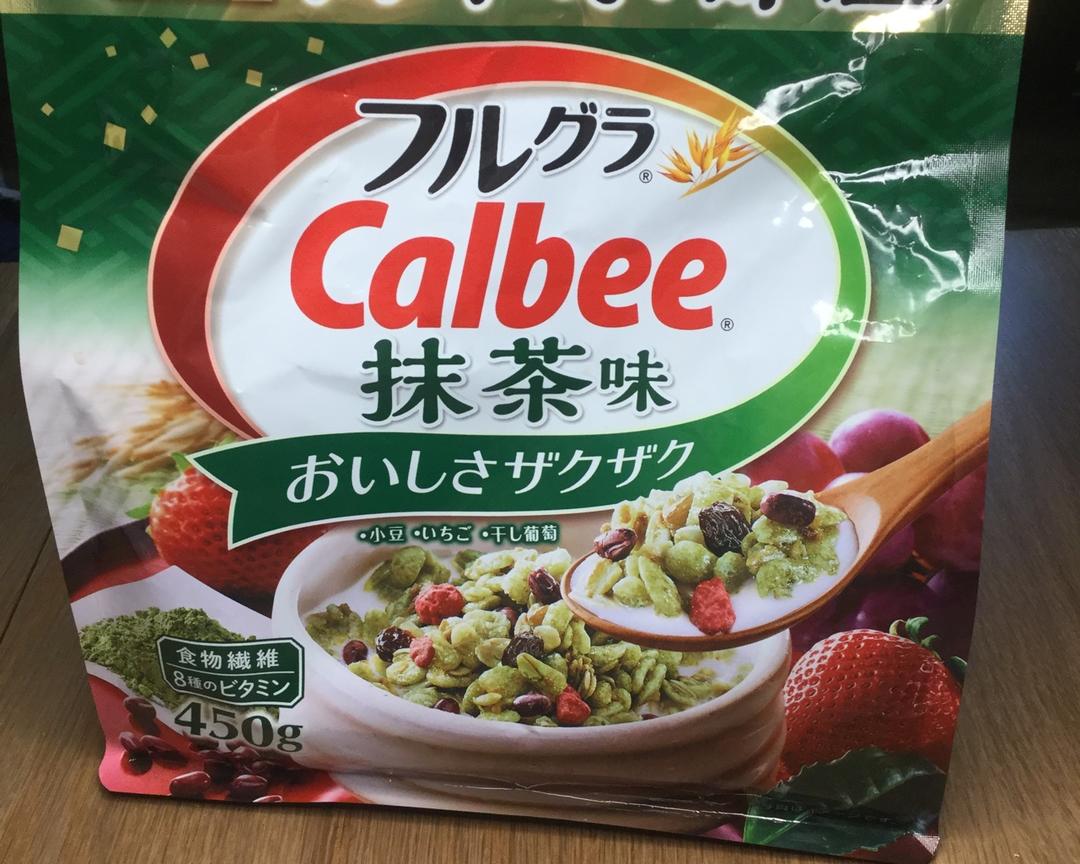 フルグラ®
Calbee®
抹茶味
おいしさザクザク
・小豆・いちご・干し葡萄
食物繊維
8種のビタミン
450g